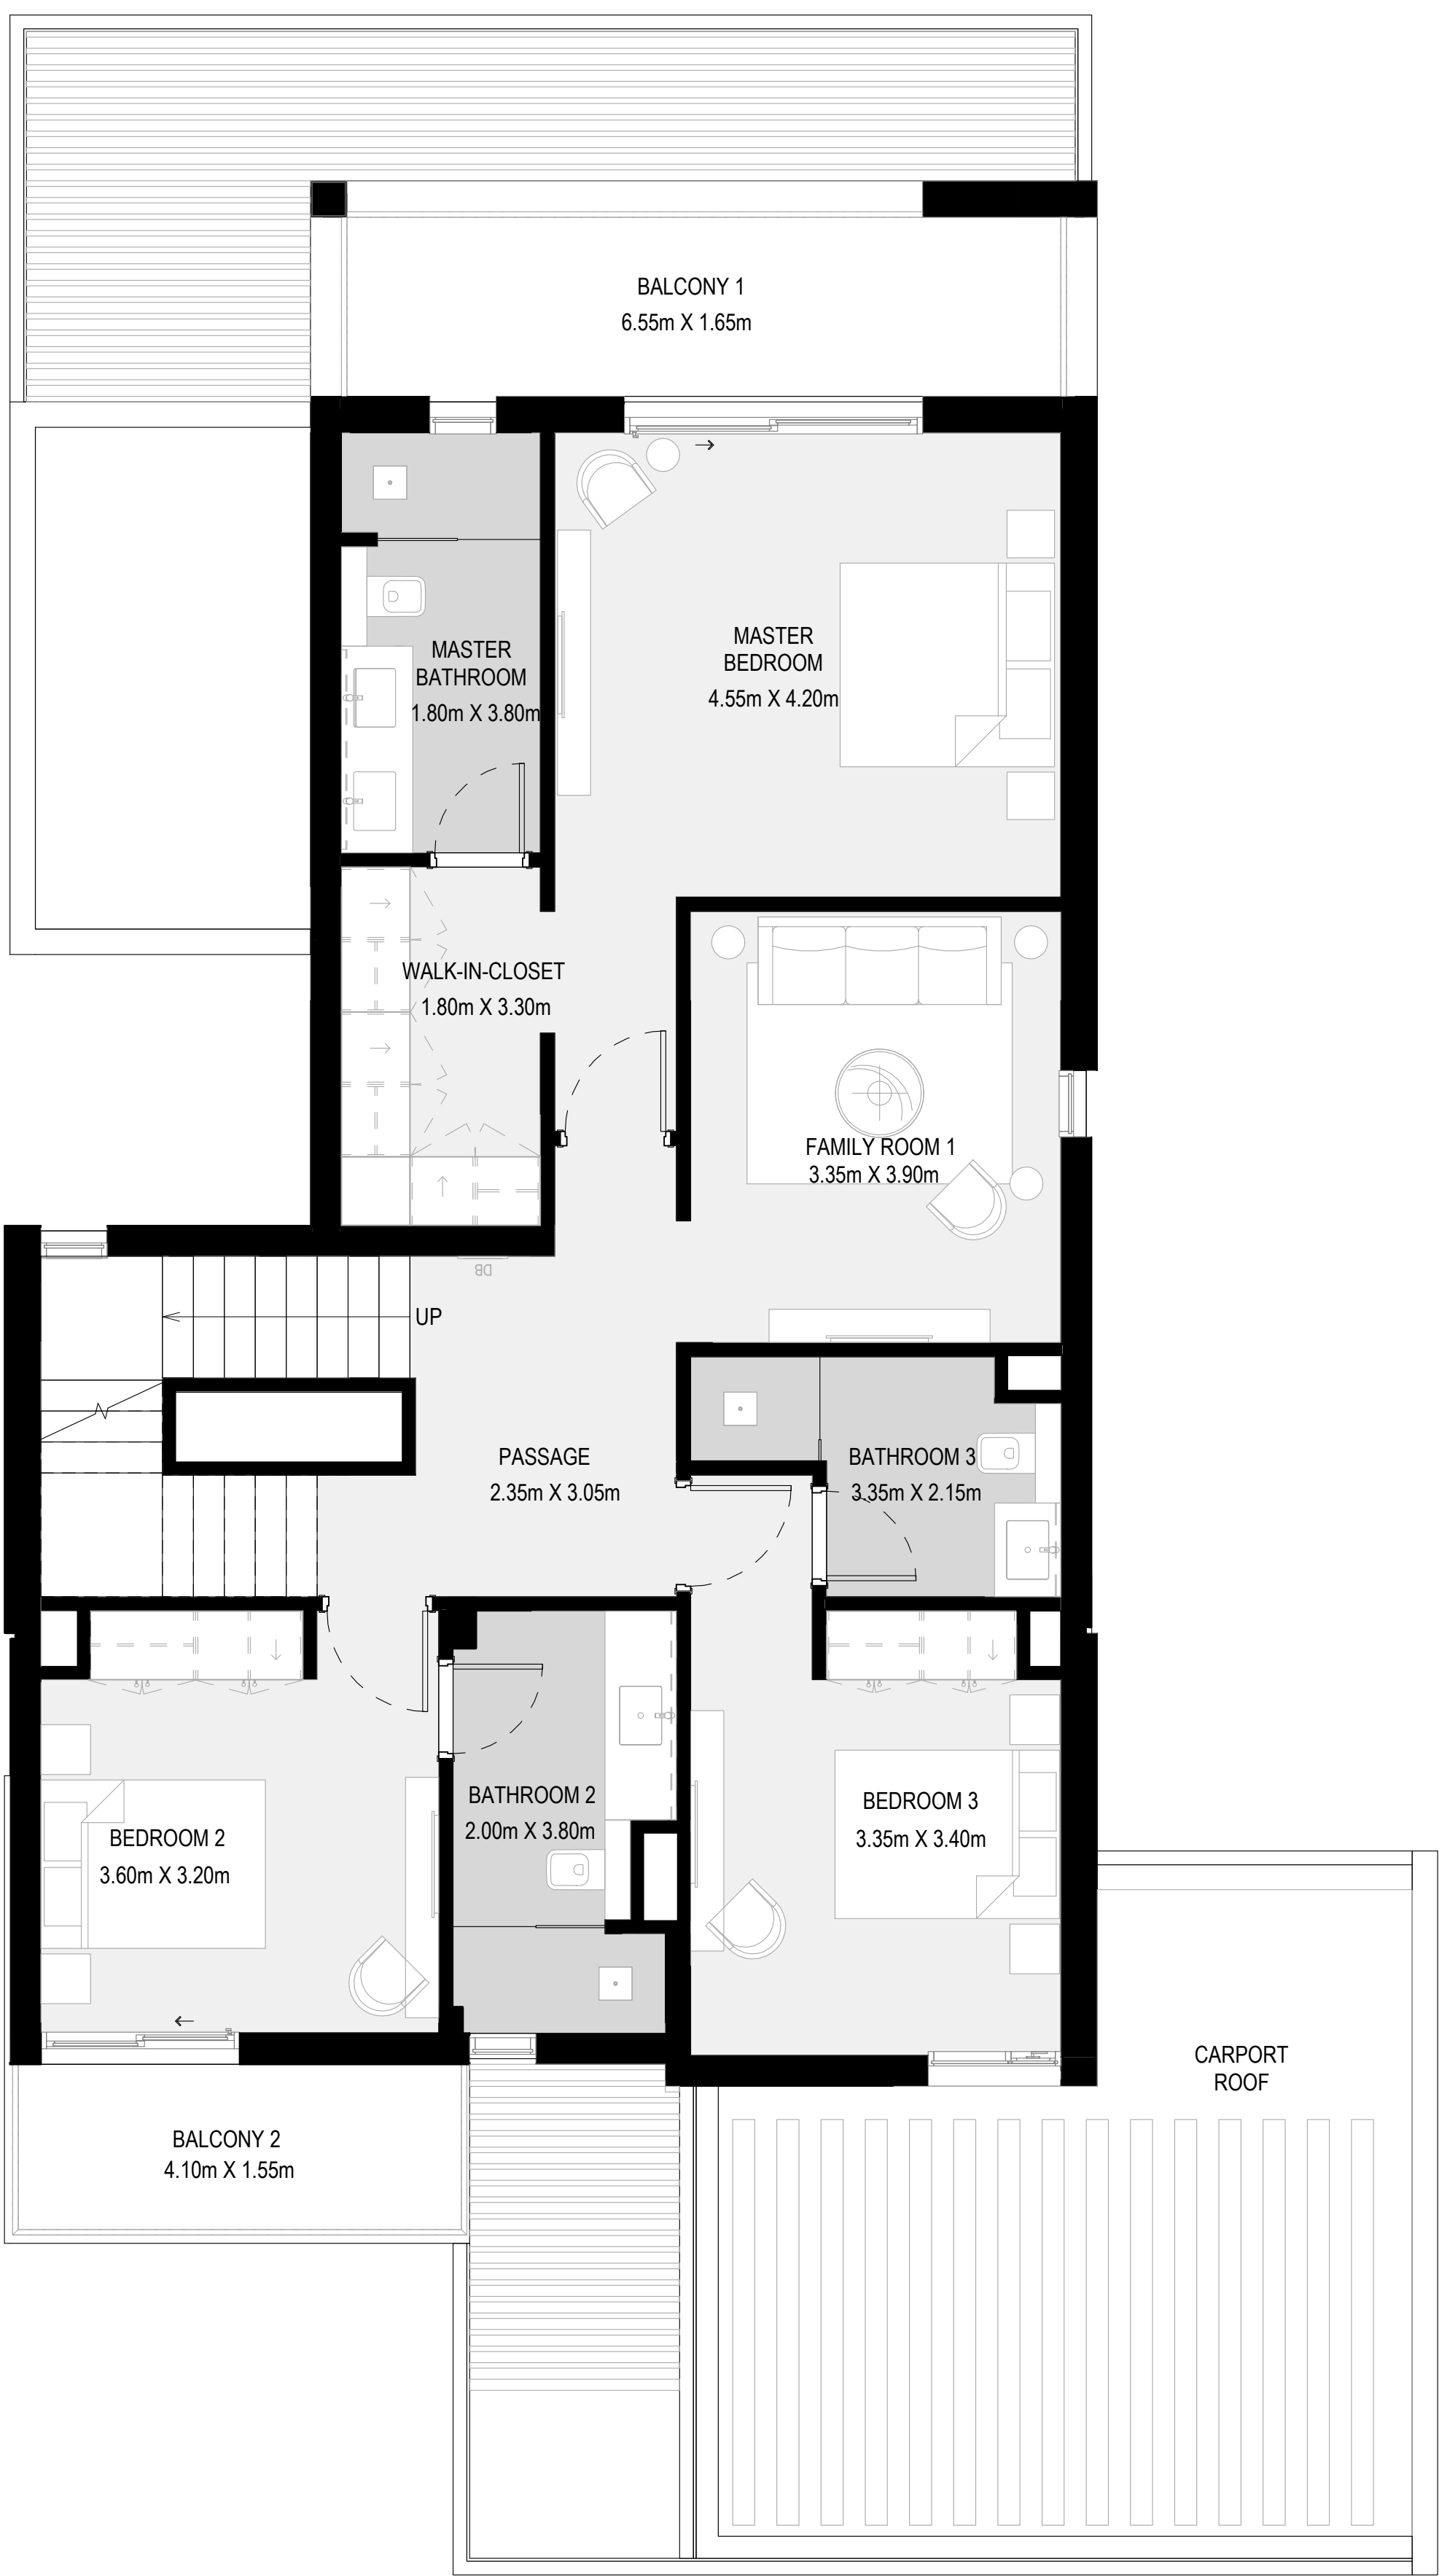 BALCONY 1
6.55m X 1.65m
MASTER
BATHROOM
1.80m X 3.80m
MASTER
BEDROOM
4.55m X 4.20m
WALK-IN-CLOSET
1.80m X 3.30m
FAMILY ROOM 1
3.35m X 3.90m
DB
UP
PASSAGE
2.35m X 3.05m
BATHROOM 3
3.35m X 2.15m
BEDROOM 2
3.60m X 3.20m
BATHROOM 2
2.00m X 3.80m
BEDROOM 3
3.35m X 3.40m
CARPORT
ROOF
BALCONY 2
4.10m X 1.55m